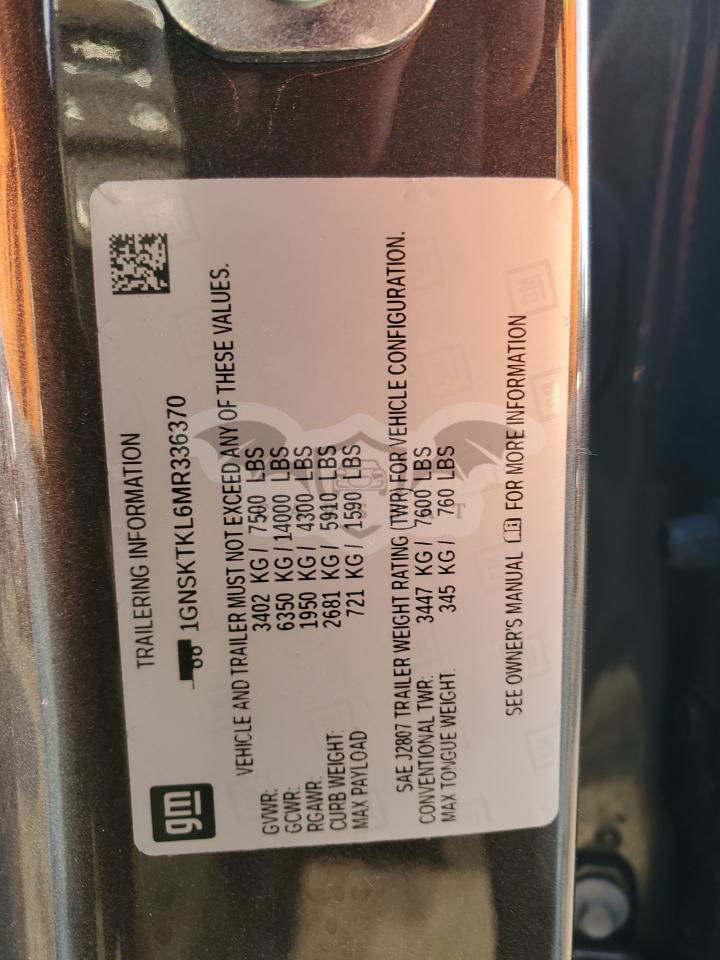 TRAILERING INFORMATION
1GNSKTKL6MR336370
VEHICLE AND TRAILER MUST NOT EXCEED ANY OF THESE VALUES.
GVWR: 3402 KG / 7500 LBS
GCWR: 6350 KG / 14000 LBS
RGAWR: 1950 KG / 4300 LBS
CURB WEIGHT: 2681 KG / 5910 LBS
MAX PAYLOAD 721 KG / 1590 LBS
SAE J2807 TRAILER WEIGHT RATING (TWR) FOR VEHICLE CONFIGURATION.
CONVENTIONAL TWR: 3447 KG / 7600 LBS
MAX TONGUE WEIGHT: 345 KG / 760 LBS
SEE OWNER'S MANUAL FOR MORE INFORMATION
gm